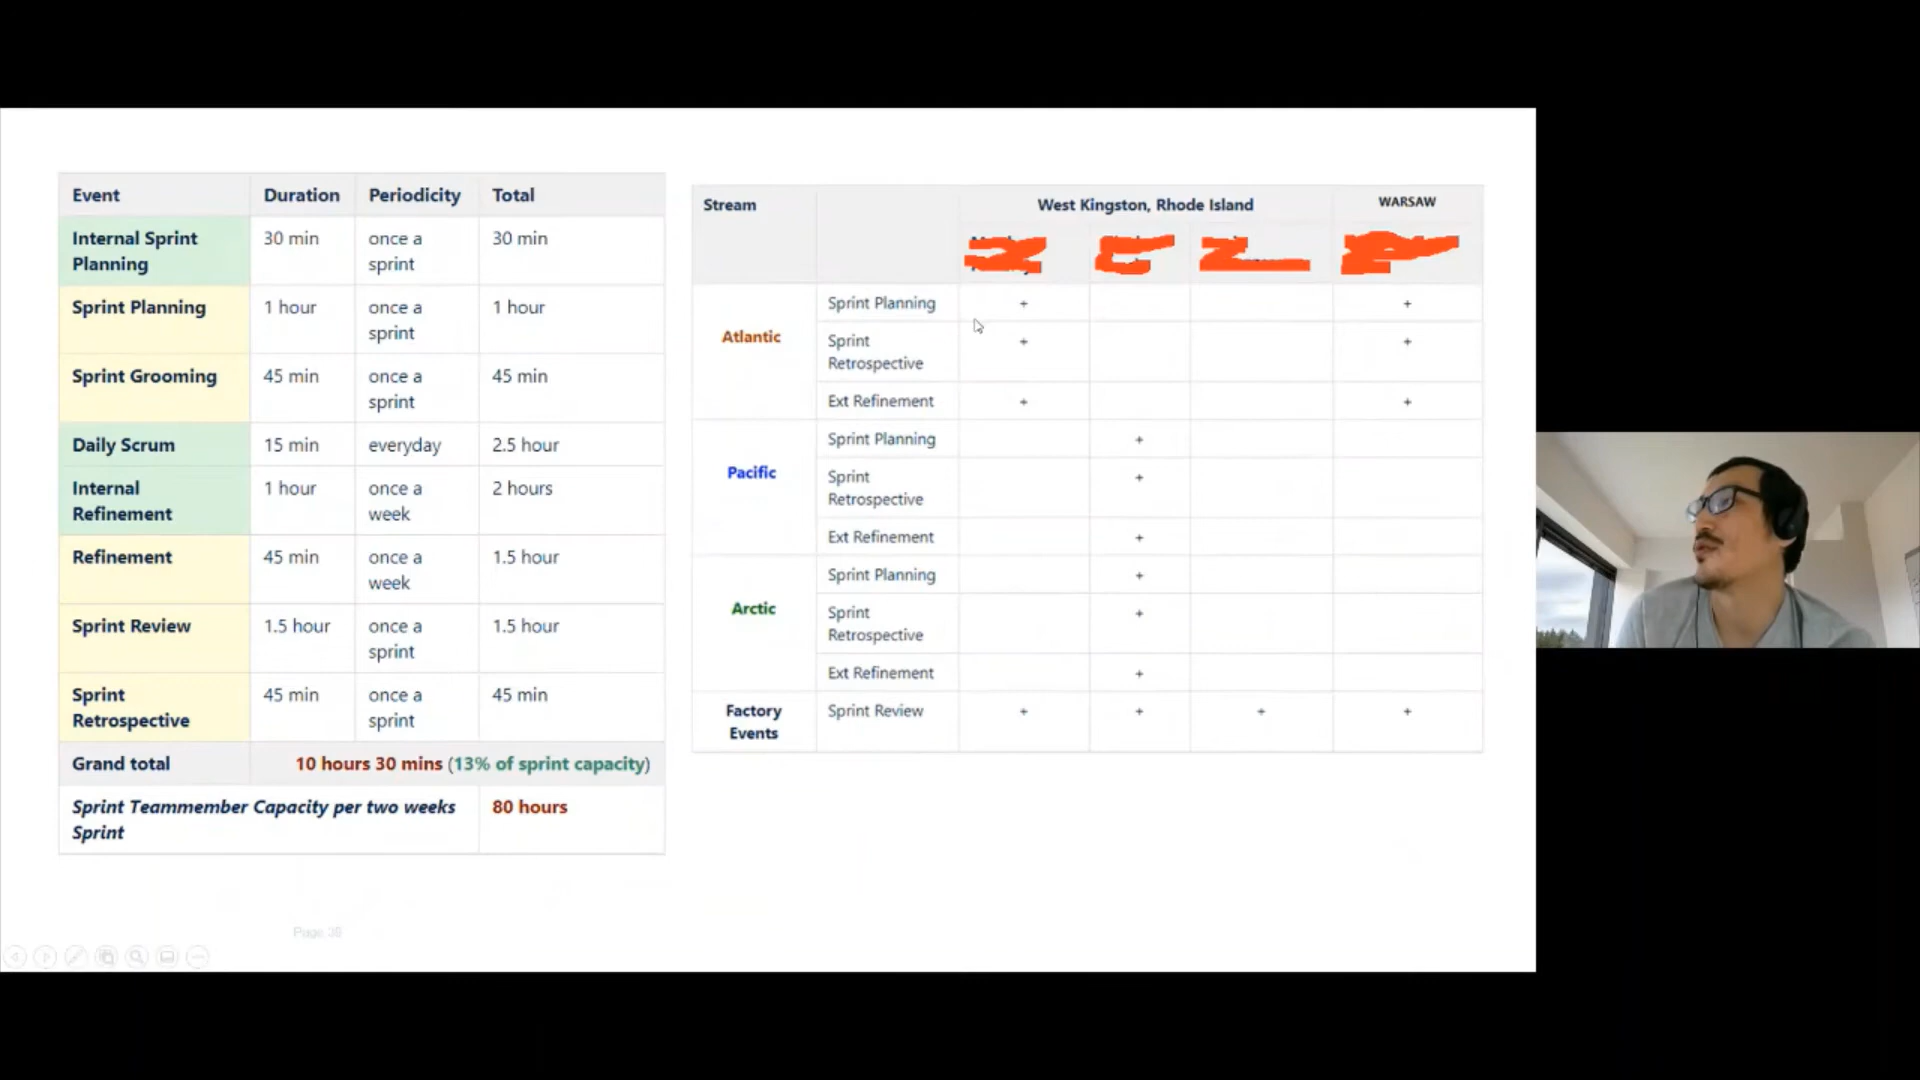 Event Duration Periodicity Total
Internal Sprint 30 min once a 30 min
Planning sprint
Sprint Planning 1 hour once a 1 hour
sprint
Sprint Grooming 45 min once a 45 min
sprint
Daily Scrum 15 min everyday 2.5 hour
Internal 1 hour once a 2 hours
Refinement week
Refinement 45 min once a 1.5 hour
week
Sprint Review 1.5 hour once a 1.5 hour
sprint
Sprint 45 min once a 45 min
Retrospective sprint
Grand total 10 hours 30 mins (13% of sprint capacity)
Sprint Teammember Capacity per two weeks 80 hours
Sprint
Page 36
Stream West Kingston, Rhode Island WARSAW
Sprint Planning + +
Atlantic
Sprint + +
Retrospective
Ext Refinement + +
Sprint Planning +
Pacific
Sprint +
Retrospective
Ext Refinement +
Sprint Planning +
Arctic
Sprint +
Retrospective
Ext Refinement +
Factory Sprint Review + + + +
Events